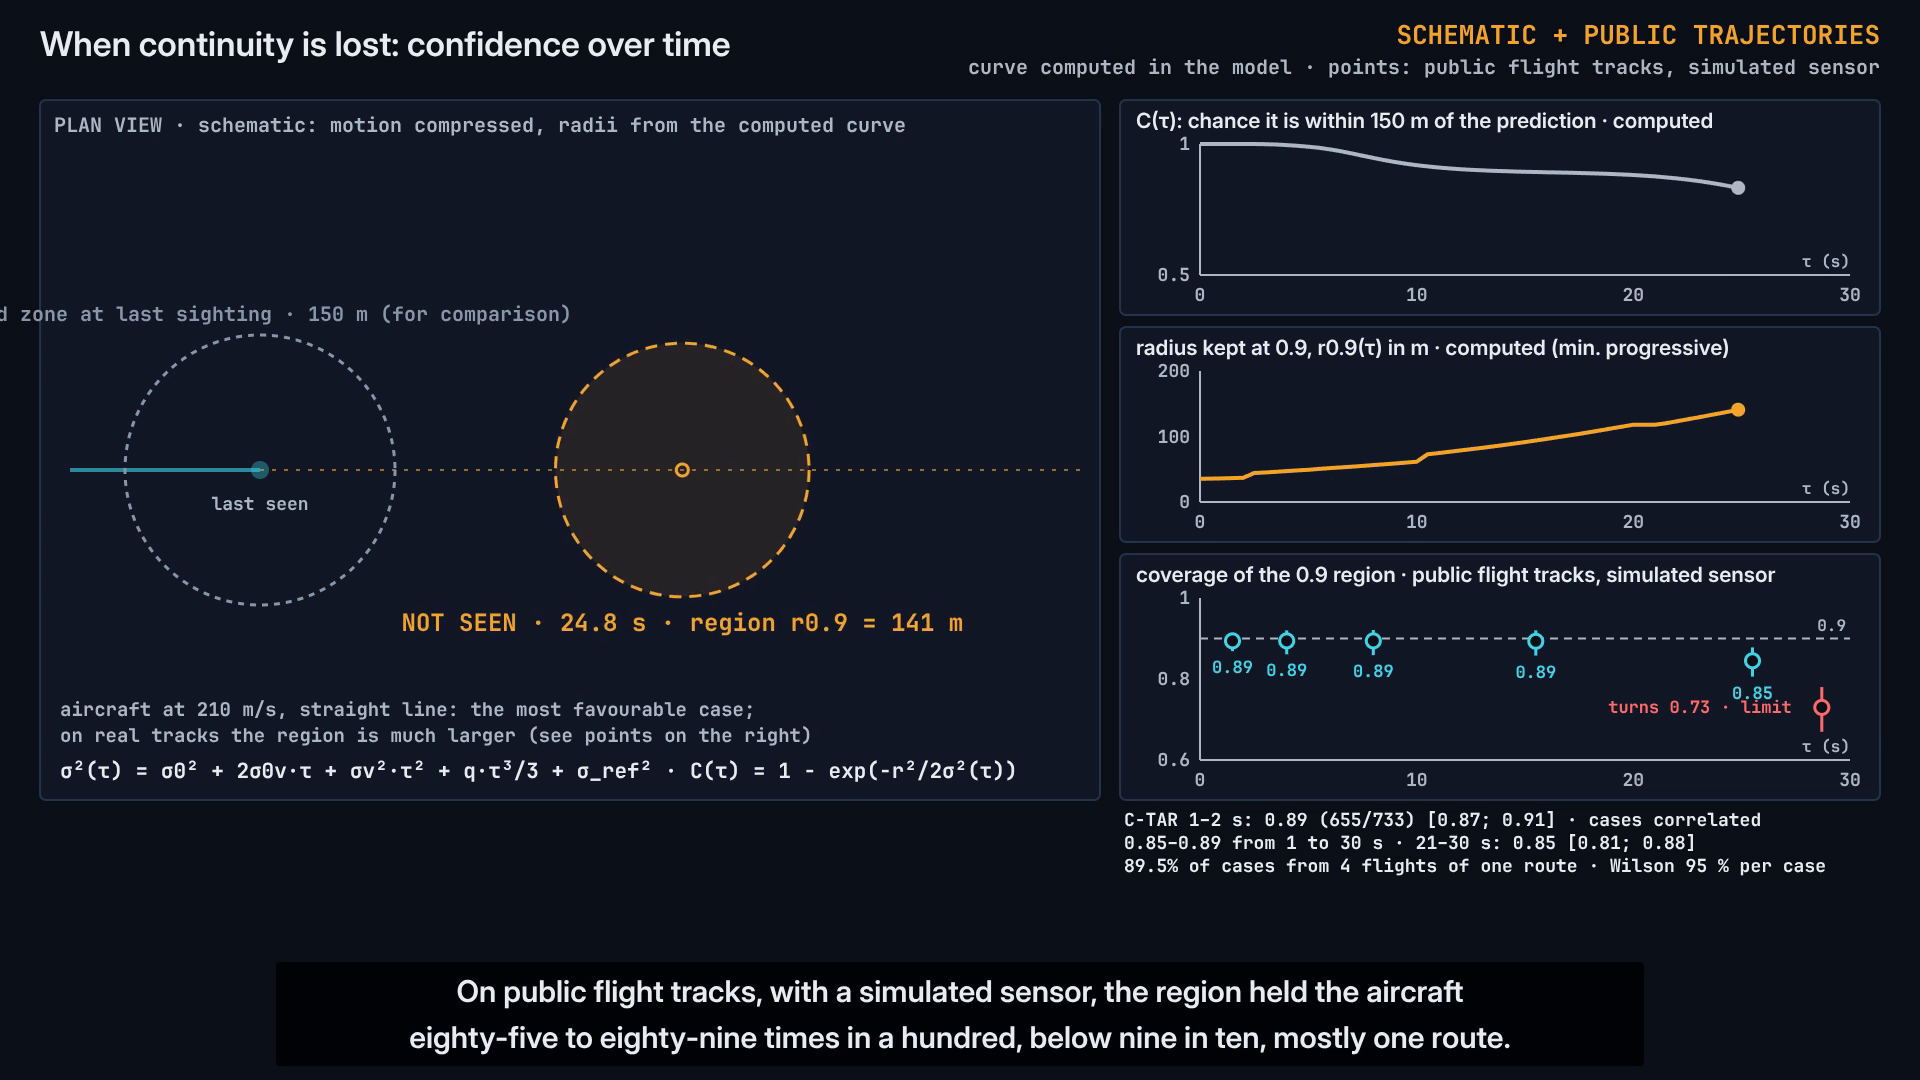 When continuity is lost: confidence over time
SCHEMATIC + PUBLIC TRAJECTORIES
curve computed in the model · points: public flight tracks, simulated sensor
PLAN VIEW · schematic: motion compressed, radii from the computed curve
d zone at last sighting · 150 m (for comparison)
last seen
NOT SEEN · 24.8 s · region r0.9 = 141 m
aircraft at 210 m/s, straight line: the most favourable case;
on real tracks the region is much larger (see points on the right)
σ²(τ) = σ0² + 2σ0v·τ + σv²·τ² + q·τ³/3 + σ_ref² · C(τ) = 1 - exp(-r²/2σ²(τ))
C(τ): chance it is within 150 m of the prediction · computed
1
0.5
τ (s)
0 10 20 30
radius kept at 0.9, r0.9(τ) in m · computed (min. progressive)
200
100
0
τ (s)
0 10 20 30
coverage of the 0.9 region · public flight tracks, simulated sensor
1
0.9
0.89 0.89 0.89 0.89
0.8
0.85
turns 0.73 · limit
τ (s)
0.6
0 10 20 30
C-TAR 1–2 s: 0.89 (655/733) [0.87; 0.91] · cases correlated
0.85–0.89 from 1 to 30 s · 21–30 s: 0.85 [0.81; 0.88]
89.5% of cases from 4 flights of one route · Wilson 95 % per case
On public flight tracks, with a simulated sensor, the region held the aircraft
eighty-five to eighty-nine times in a hundred, below nine in ten, mostly one route.